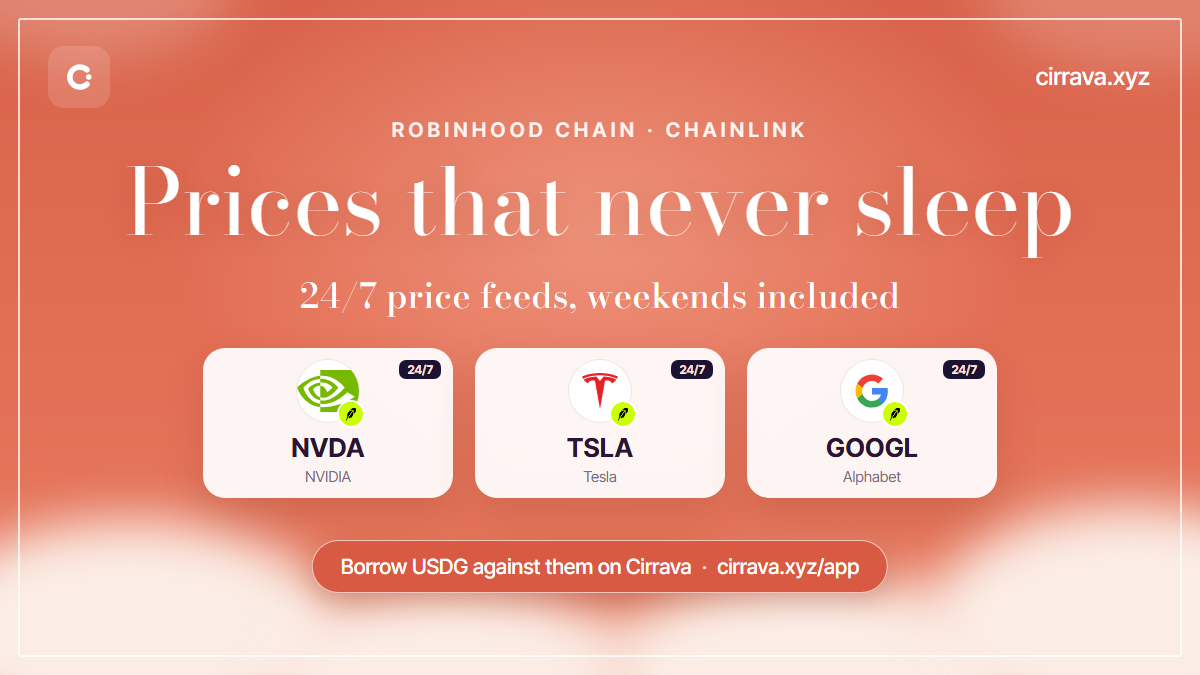 cirrava.xyz
ROBINHOOD CHAIN · CHAINLINK
Prices that never sleep
24/7 price feeds, weekends included
24/7
NVDA
NVIDIA
24/7
TSLA
Tesla
24/7
GOOGL
Alphabet
Borrow USDG against them on Cirrava · cirrava.xyz/app